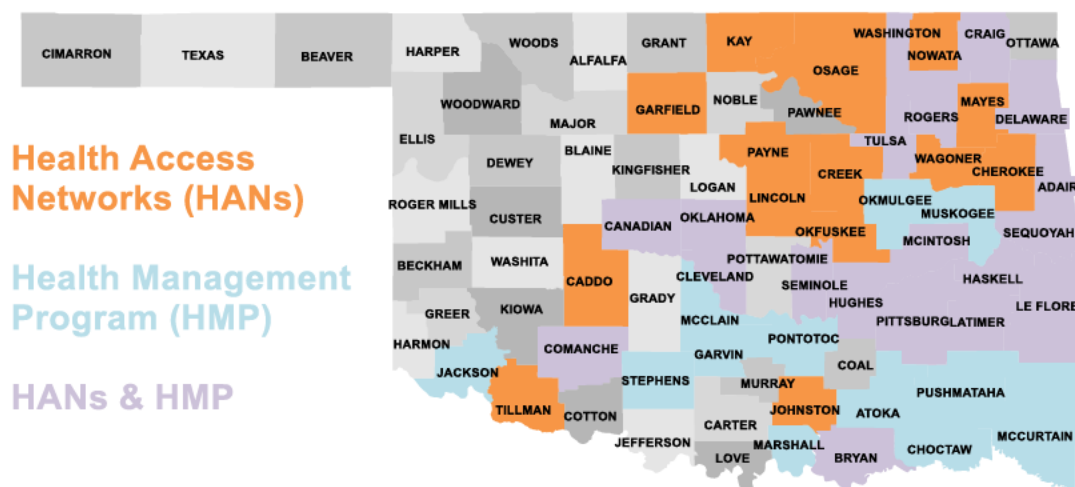 CIMARRON
TEXAS
BEAVER
HARPER
WOODS
ALFALFA
GRANT
KAY
WASHINGTON
NOWATA
CRAIG
OTTAWA
OSAGE
WOODWARD
GARFIELD
NOBLE
PAWNEE
MAYES
ROGERS
DELAWARE
ELLIS
MAJOR
TULSA
Health Access
Networks (HANs)
DEWEY
BLAINE
KINGFISHER
LOGAN
PAYNE
LINCOLN
CREEK
WAGONER
CHEROKEE
ADAIR
ROGER MILLS
CUSTER
CANADIAN
OKLAHOMA
OKMULGEE
MUSKOGEE
OKFUSKEE
MCINTOSH
SEQUOYAH
Health Management
Program (HMP)
BECKHAM
WASHITA
CADDO
GRADY
CLEVELAND
POTTAWATOMIE
SEMINOLE
HUGHES
HASKELL
LE FLORE
GREER
KIOWA
MCCLAIN
PITTSBURG
LATIMER
HARMON
COMANCHE
GARVIN
PONTOTOC
COAL
HANs & HMP
JACKSON
STEPHENS
MURRAY
PUSHMATAHA
TILLMAN
COTTON
CARTER
JOHNSTON
ATOKA
JEFFERSON
LOVE
MARSHALL
BRYAN
CHOCTAW
MCCURTAIN